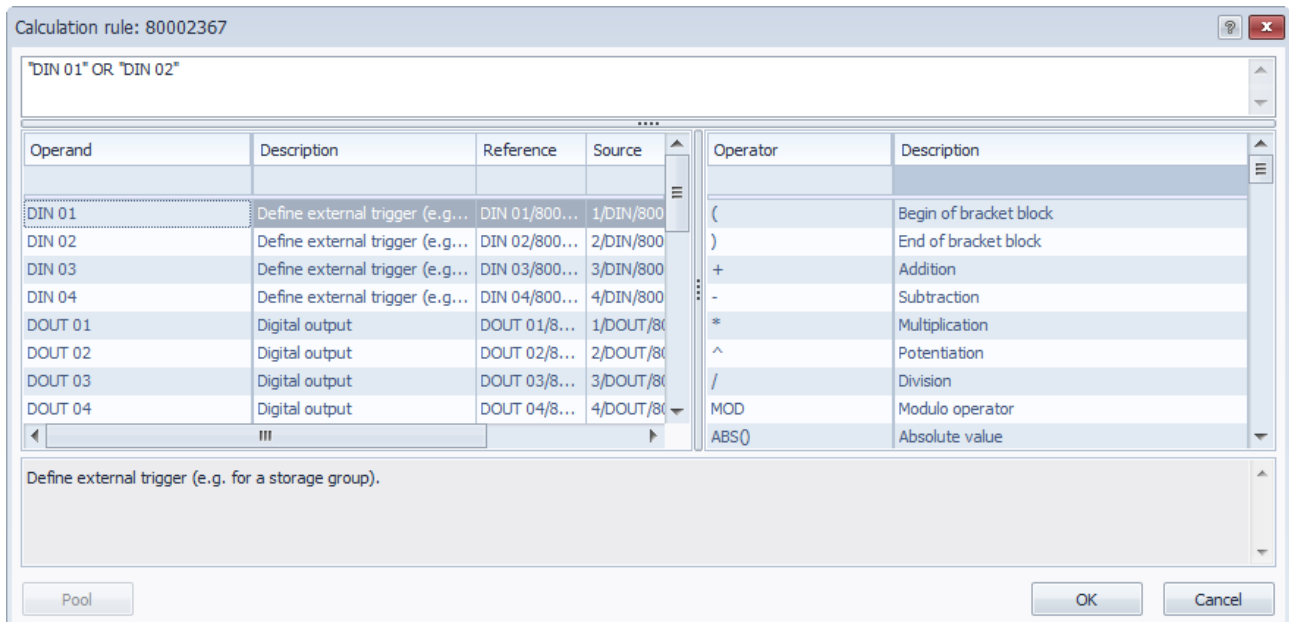 Calculation rule: 80002367
"DIN 01" OR "DIN 02"
Operand Description Reference Source
DIN 01 Define external trigger (e.g... DIN 01/800... 1/DIN/800
DIN 02 Define external trigger (e.g... DIN 02/800... 2/DIN/800
DIN 03 Define external trigger (e.g... DIN 03/800... 3/DIN/800
DIN 04 Define external trigger (e.g... DIN 04/800... 4/DIN/800
DOUT 01 Digital output DOUT 01/8... 1/DOUT/80
DOUT 02 Digital output DOUT 02/8... 2/DOUT/80
DOUT 03 Digital output DOUT 03/8... 3/DOUT/80
DOUT 04 Digital output DOUT 04/8... 4/DOUT/80
Operator Description
( Begin of bracket block
) End of bracket block
+ Addition
- Subtraction
* Multiplication
^ Potentiation
/ Division
MOD Modulo operator
ABS() Absolute value
Define external trigger (e.g. for a storage group).
Pool OK Cancel